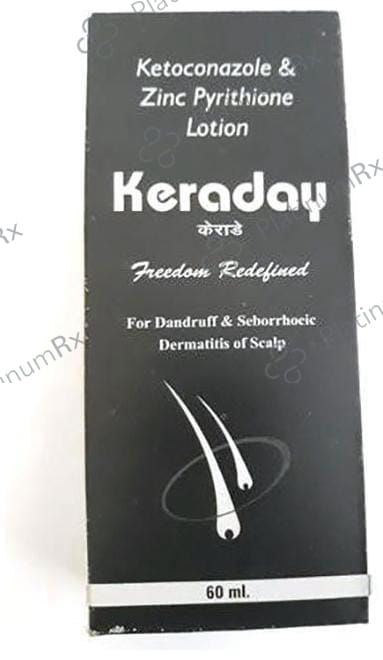 Ketoconazole &
Zinc Pyrithione
Lotion
Keraday
केराडे
Freedom Redefined
For Dandruff & Seborrhoeic
Dermatitis of Scalp
60 ml.